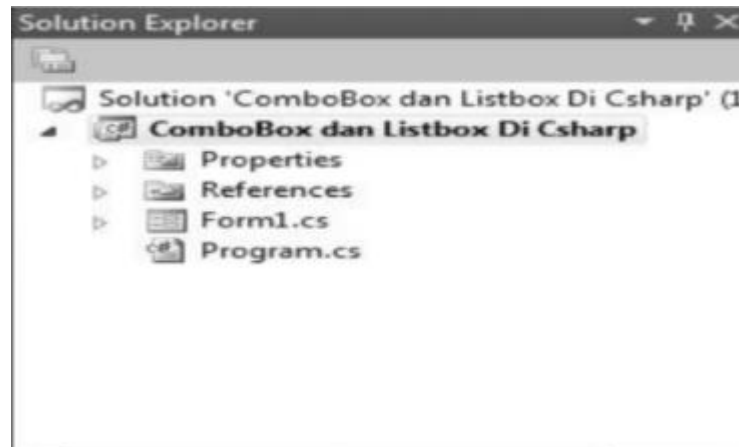 Solution Explorer
Solution 'ComboBox dan Listbox Di Csharp' (1
ComboBox dan Listbox Di Csharp
Properties
References
Form1.cs
Program.cs